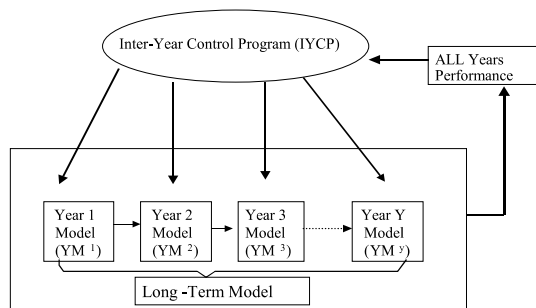 Inter-Year Control Program (IYCP)
ALL Years
Performance
Year 1
Model
(YM 1)
Year 2
Model
(YM 2)
Year 3
Model
(YM 3)
Year Y
Model
(YM y)
Long -Term Model